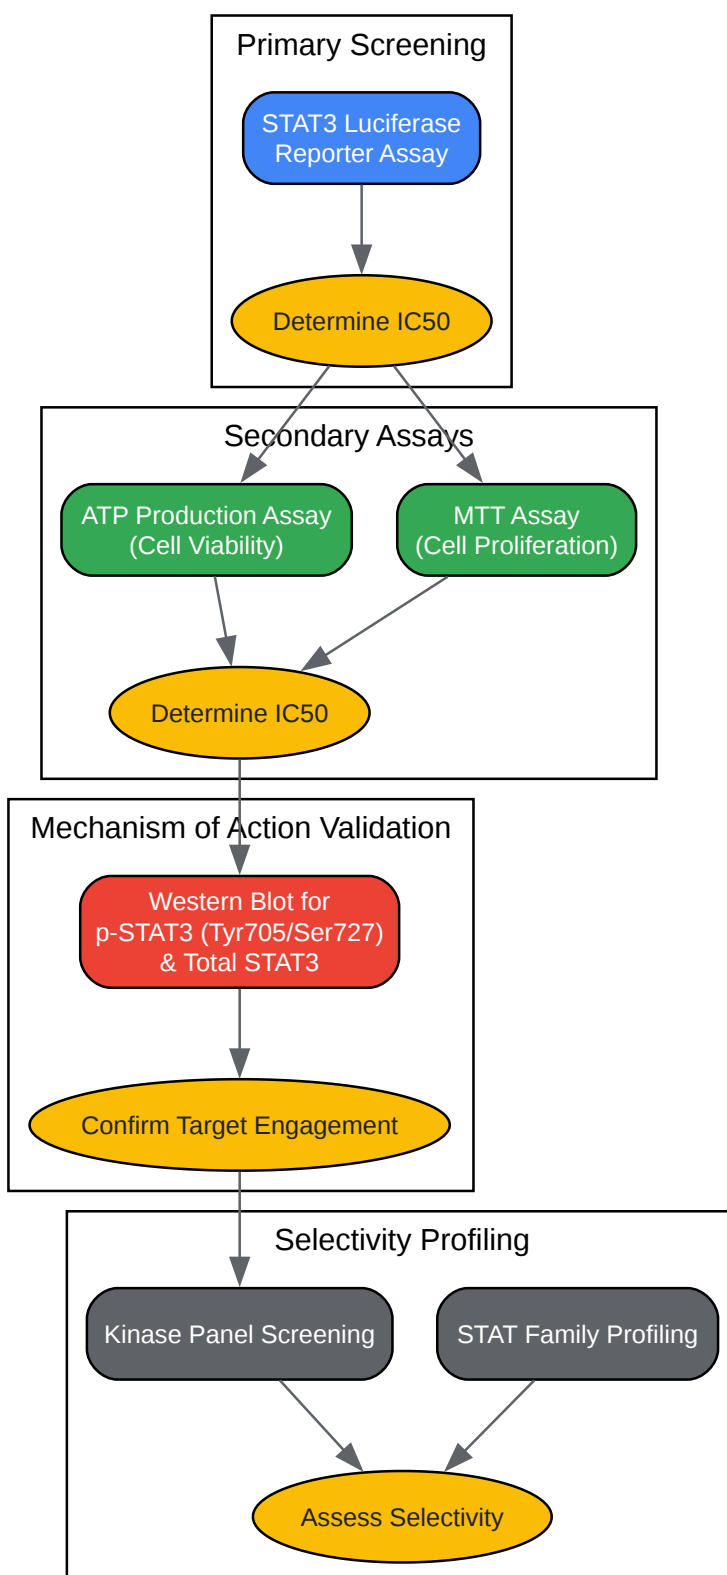 Primary Screening
STAT3 Luciferase
Reporter Assay
Determine IC50
Secondary Assays
ATP Production Assay
(Cell Viability)
MTT Assay
(Cell Proliferation)
Determine IC50
Mechanism of Action Validation
Western Blot for
p-STAT3 (Tyr705/Ser727)
& Total STAT3
Confirm Target Engagement
Selectivity Profiling
Kinase Panel Screening
STAT Family Profiling
Assess Selectivity